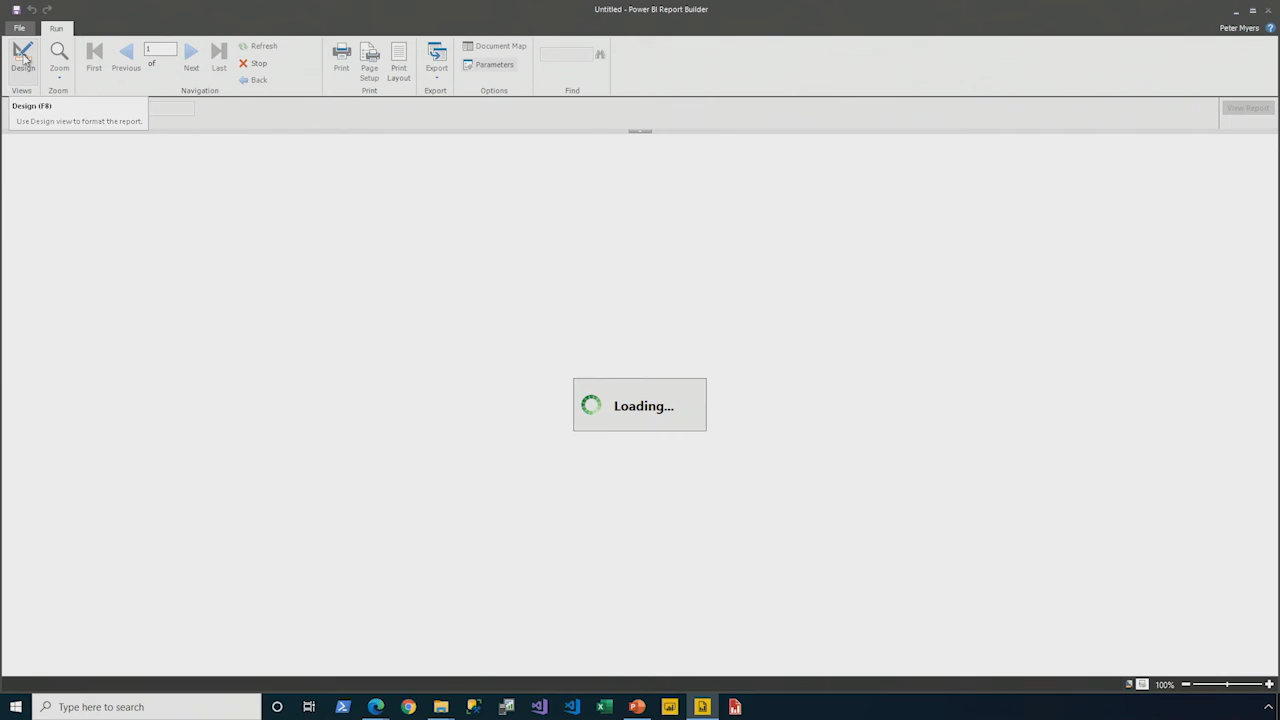 Untitled - Power BI Report Builder
File
Run
Peter Myers
Design
Zoom
First
Previous
1
of
Next
Last
Refresh
Stop
Back
Print
Page Setup
Print Layout
Export
Document Map
Parameters
Views
Zoom
Navigation
Print
Export
Options
Find
Design (F8)
Use Design view to format the report.
View Report
Loading...
100%
Type here to search